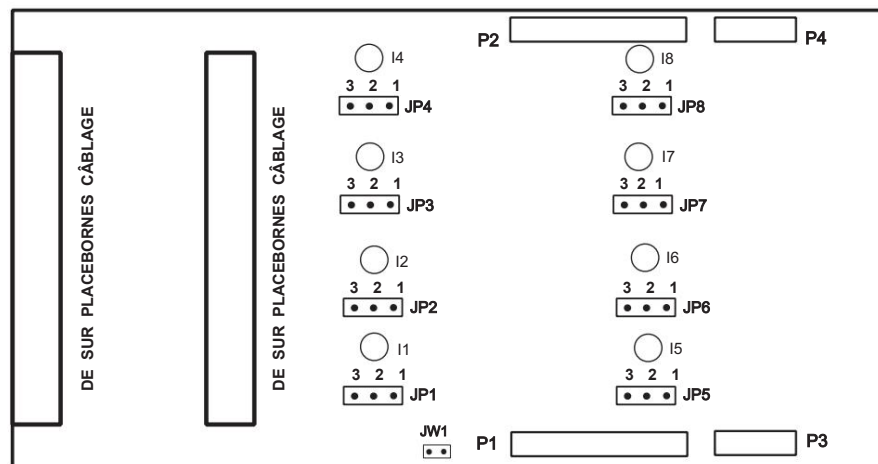 P2
P4
I4
I8
3 2 1
JP4
3 2 1
JP8
I3
I7
3 2 1
JP3
3 2 1
JP7
I2
I6
3 2 1
JP2
3 2 1
JP6
I1
I5
3 2 1
JP1
3 2 1
JP5
DE SUR PLACEBORNES CÂBLAGE
DE SUR PLACEBORNES CÂBLAGE
JW1
P1
P3